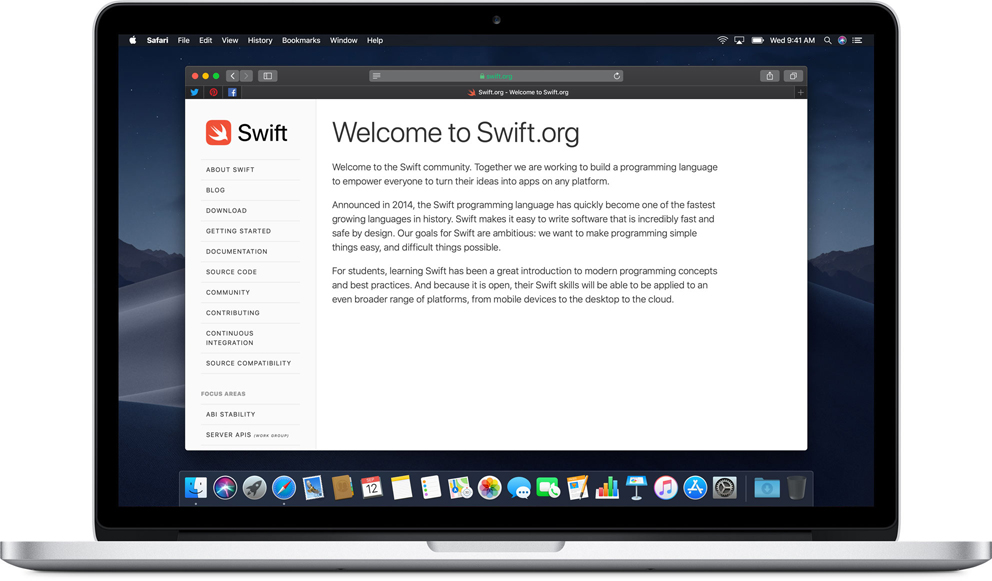 Safari File Edit View History Bookmarks Window Help
Wed 9:41 AM
swift.org
Swift.org - Welcome to Swift.org
Swift
ABOUT SWIFT
BLOG
DOWNLOAD
GETTING STARTED
DOCUMENTATION
SOURCE CODE
COMMUNITY
CONTRIBUTING
CONTINUOUS
INTEGRATION
SOURCE COMPATIBILITY
FOCUS AREAS
ABI STABILITY
SERVER APIS (WORK GROUP)
Welcome to Swift.org
Welcome to the Swift community. Together we are working to build a programming language
to empower everyone to turn their ideas into apps on any platform.
Announced in 2014, the Swift programming language has quickly become one of the fastest
growing languages in history. Swift makes it easy to write software that is incredibly fast and
safe by design. Our goals for Swift are ambitious: we want to make programming simple
things easy, and difficult things possible.
For students, learning Swift has been a great introduction to modern programming concepts
and best practices. And because it is open, their Swift skills will be able to be applied to an
even broader range of platforms, from mobile devices to the desktop to the cloud.
SEP
12